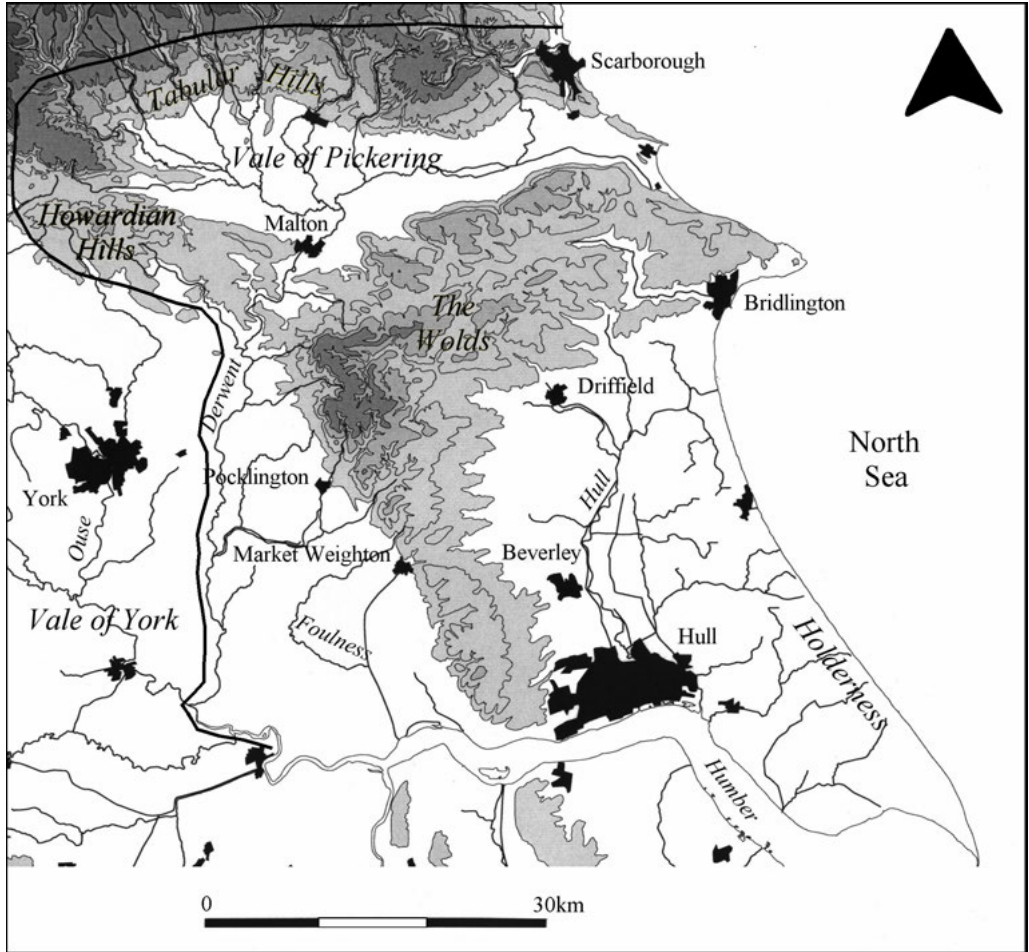 Scarborough
Tabular Hills
Vale of Pickering
Howardian
Hills
Malton
The
Wolds
Bridlington
Derwent
Driffield
North
Sea
York
Ouse
Pocklington
Hull
Market Weighton
Beverley
Vale of York
Foulness
Hull
Holderness
Humber
0
30km